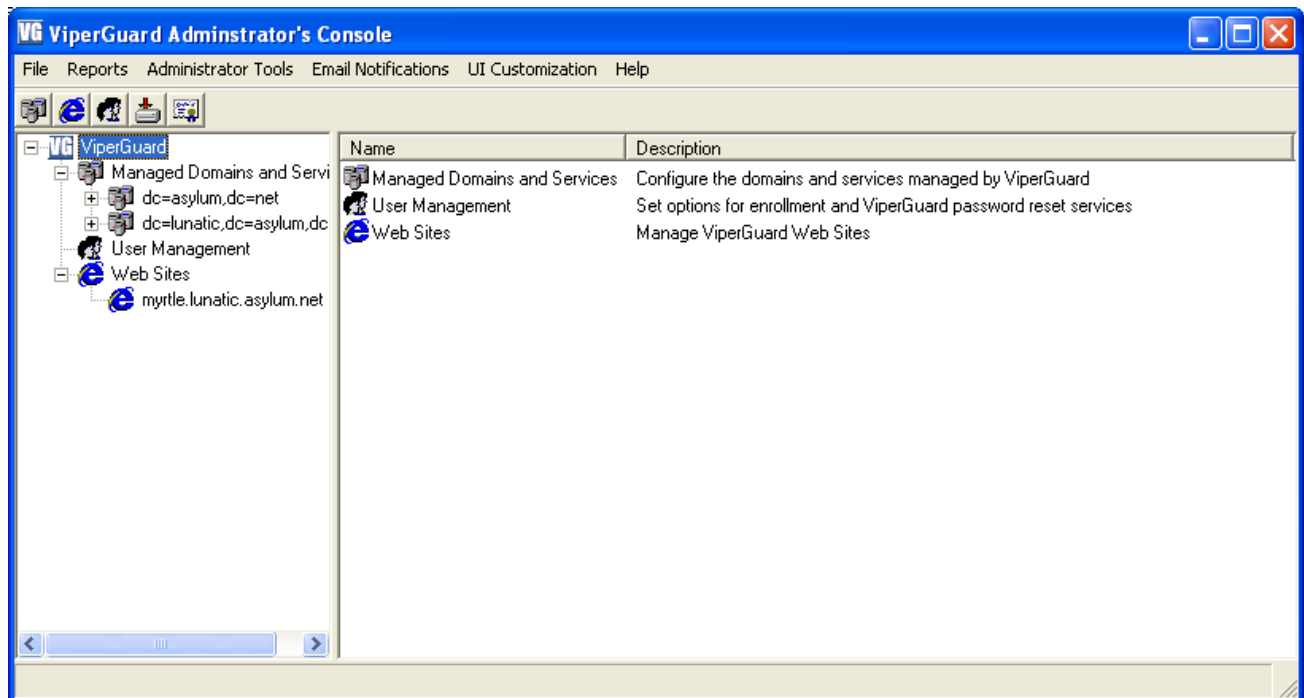 VG ViperGuard Adminstrator's Console
File Reports Administrator Tools Email Notifications UI Customization Help
VG ViperGuard
Managed Domains and Servi
dc=asylum,dc=net
dc=lunatic,dc=asylum,dc
User Management
Web Sites
myrtle.lunatic.asylum.net
Name Description
Managed Domains and Services Configure the domains and services managed by ViperGuard
User Management Set options for enrollment and ViperGuard password reset services
Web Sites Manage ViperGuard Web Sites